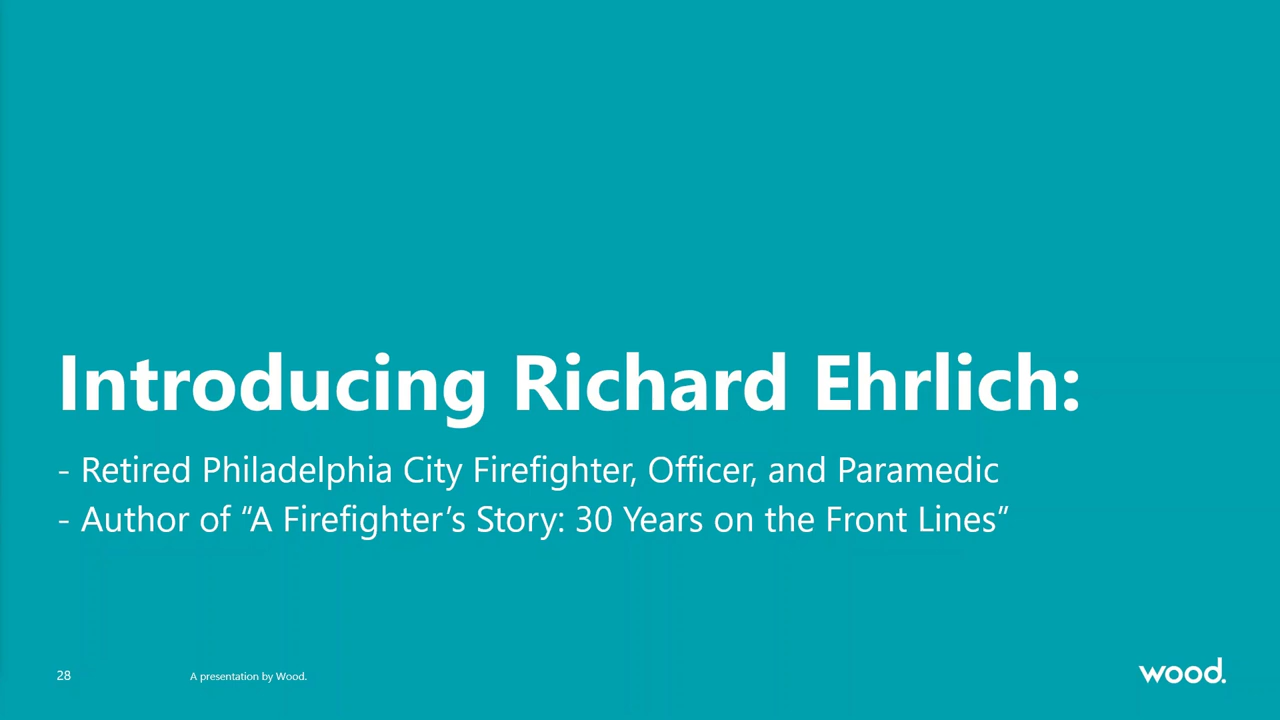 Introducing Richard Ehrlich:
- Retired Philadelphia City Firefighter, Officer, and Paramedic
- Author of “A Firefighter’s Story: 30 Years on the Front Lines”
28
A presentation by Wood.
wood.